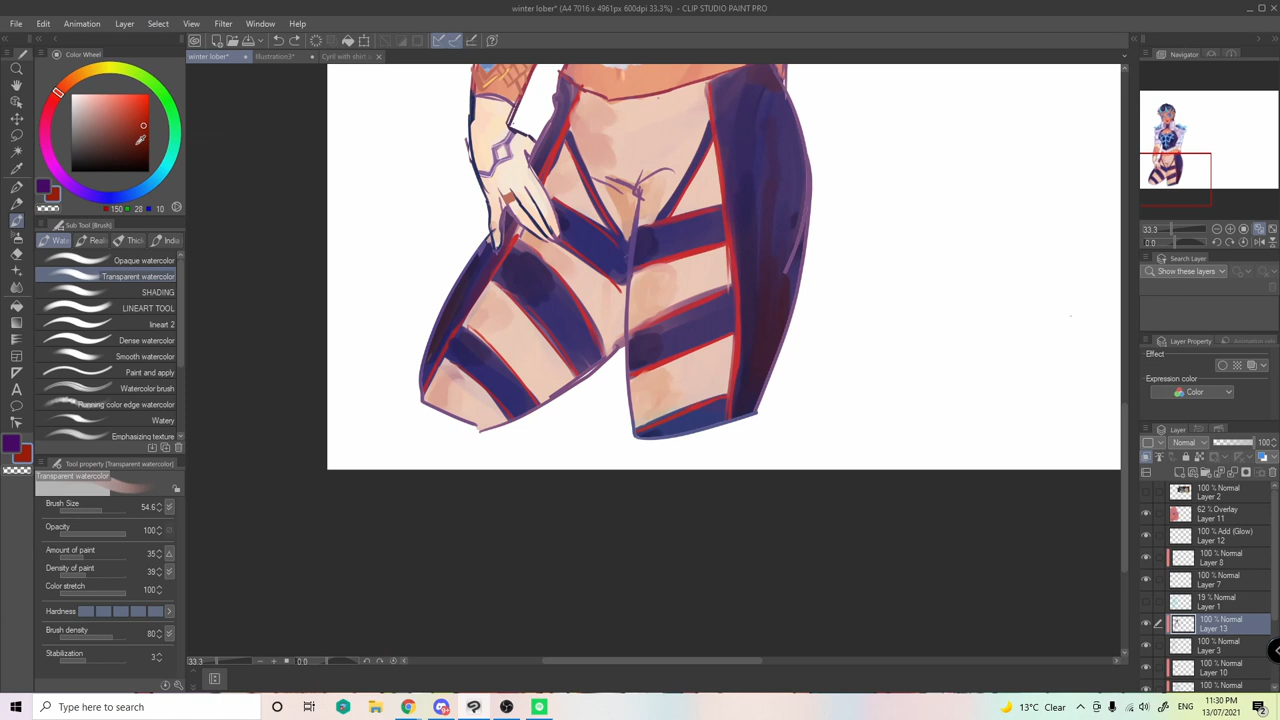 winter lober* (A4 7016 x 4961px 600dpi 33.3%) - CLIP STUDIO PAINT PRO
File Edit Animation Layer Select View Filter Window Help
Color Wheel
winter lober* Illustration3* Cyril with shirt
Navigator
150 28 10
Sub Tool [Brush]
Wate Real Thick India
Opaque watercolor
Transparent watercolor
SHADING
LINEART TOOL
lineart 2
Dense watercolor
Smooth watercolor
Paint and apply
Watercolor brush
Running color edge watercolor
Watery
Emphasizing texture
Tool property [Transparent watercolor]
Transparent watercolor
Brush Size 54.6
Opacity 100
Amount of paint 35
Density of paint 39
Color stretch 100
Hardness
Brush density 80
Stabilization 3
33.3 0.0
33.3
0.0
Search Layer
Show these layers
Layer Property
Effect
Expression color
Color
Layer
Normal 100
100 % Normal
Layer 2
62 % Overlay
Layer 11
100 % Add (Glow)
Layer 12
100 % Normal
Layer 8
100 % Normal
Layer 7
19 % Normal
Layer 1
100 % Normal
Layer 13
100 % Normal
Layer 3
100 % Normal
Layer 10
100 % Normal
Type here to search
13°C Clear
ENG
11:30 PM
13/07/2021
2